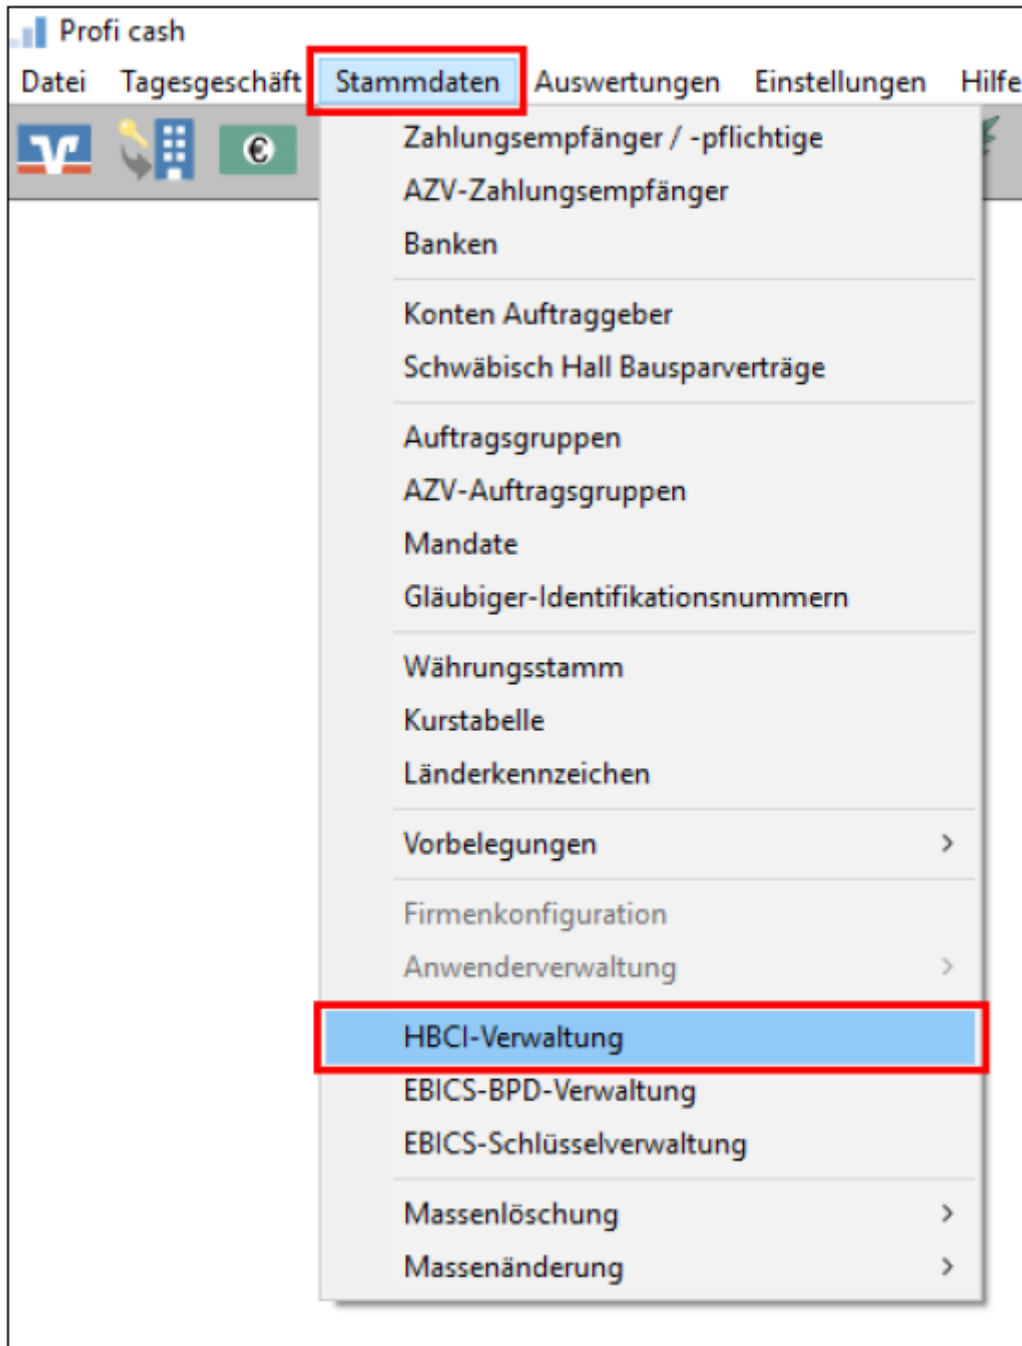 Profi cash
Datei Tagesgeschäft Stammdaten Auswertungen Einstellungen Hilfe
Zahlungsempfänger / -pflichtige
AZV-Zahlungsempfänger
Banken
Konten Auftraggeber
Schwäbisch Hall Bausparverträge
Auftragsgruppen
AZV-Auftragsgruppen
Mandate
Gläubiger-Identifikationsnummern
Währungsstamm
Kurstabelle
Länderkennzeichen
Vorbelegungen
Firmenkonfiguration
Anwenderverwaltung
HBCI-Verwaltung
EBICS-BPD-Verwaltung
EBICS-Schlüsselverwaltung
Massenlöschung
Massenänderung